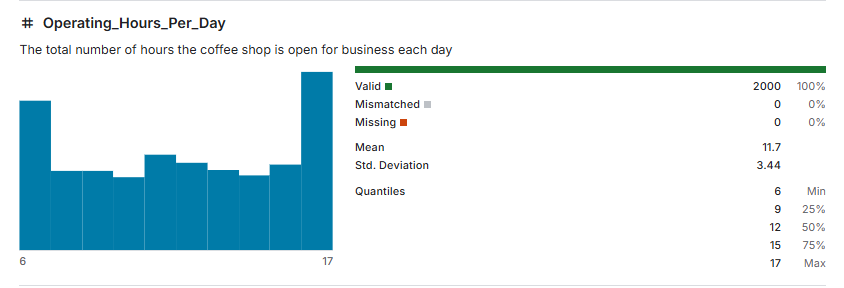 # Operating_Hours_Per_Day
The total number of hours the coffee shop is open for business each day
Valid 2000 100%
Mismatched 0 0%
Missing 0 0%
Mean 11.7
Std. Deviation 3.44
Quantiles 6 Min
9 25%
12 50%
15 75%
17 Max
6 17